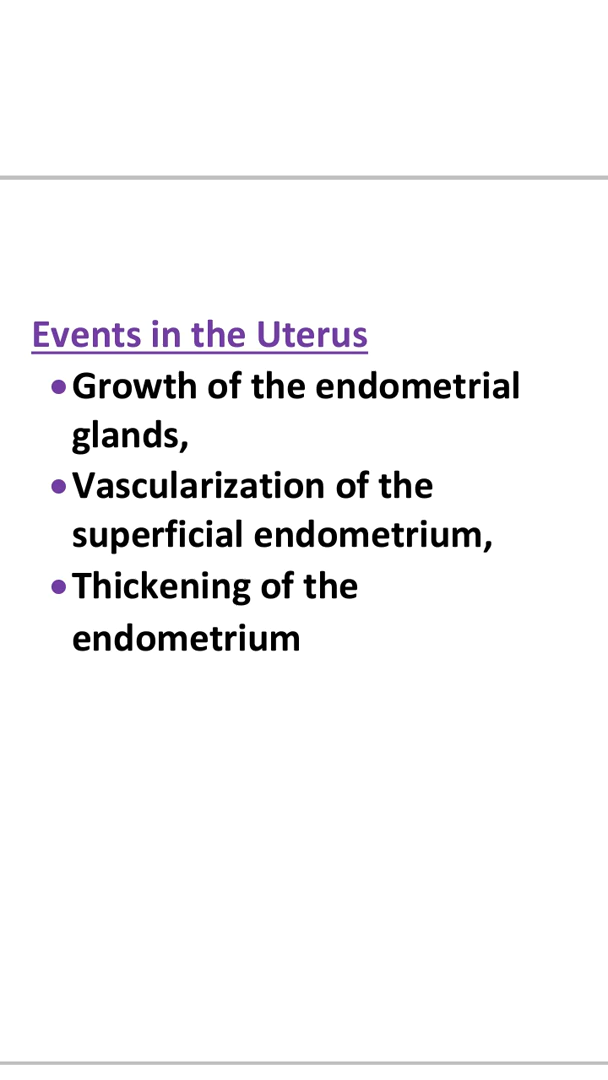 Events in the Uterus
•Growth of the endometrial
glands,
•Vascularization of the
superficial endometrium,
•Thickening of the
endometrium